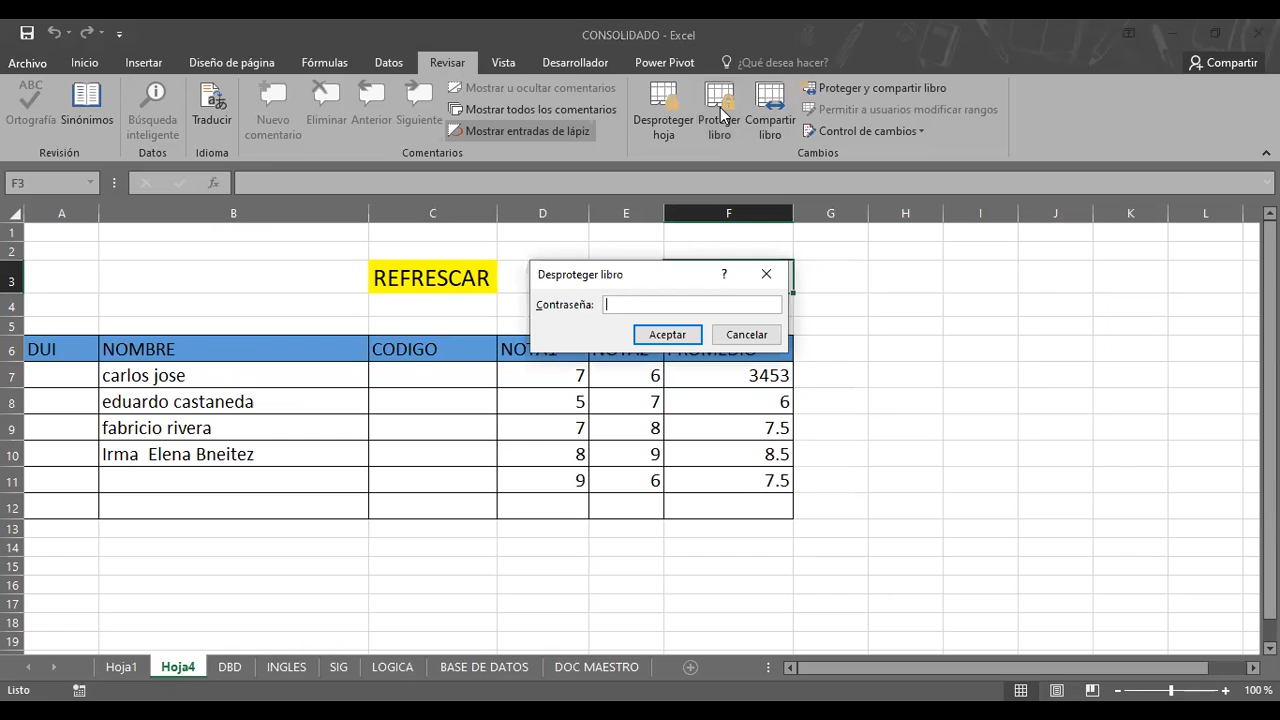 CONSOLIDADO - Excel
Archivo Inicio Insertar Diseño de página Fórmulas Datos Revisar Vista Desarrollador Power Pivot ¿Qué desea hacer? Compartir
ABC
Ortografía Sinónimos
Revisión
Búsqueda inteligente
Datos
Traducir
Idioma
Nuevo comentario
Eliminar Anterior Siguiente
Mostrar u ocultar comentarios
Mostrar todos los comentarios
Mostrar entradas de lápiz
Comentarios
Desproteger hoja
Proteger libro
Compartir libro
Proteger y compartir libro
Permitir a usuarios modificar rangos
Control de cambios
Cambios
F3 fx
A B C D E F G H I J K L
1
2
3 REFRESCAR
4
5
Desproteger libro ?
Contraseña:
Aceptar Cancelar
6 DUI NOMBRE CODIGO NOTA1 NOTA2 PROMEDIO
7 carlos jose 7 6 3453
8 eduardo castaneda 5 7 6
9 fabricio rivera 7 8 7.5
10 Irma Elena Bneitez 8 9 8.5
11 9 6 7.5
12
13
14
15
16
17
18
19
Hoja1 Hoja4 DBD INGLES SIG LOGICA BASE DE DATOS DOC MAESTRO
Listo 100 %